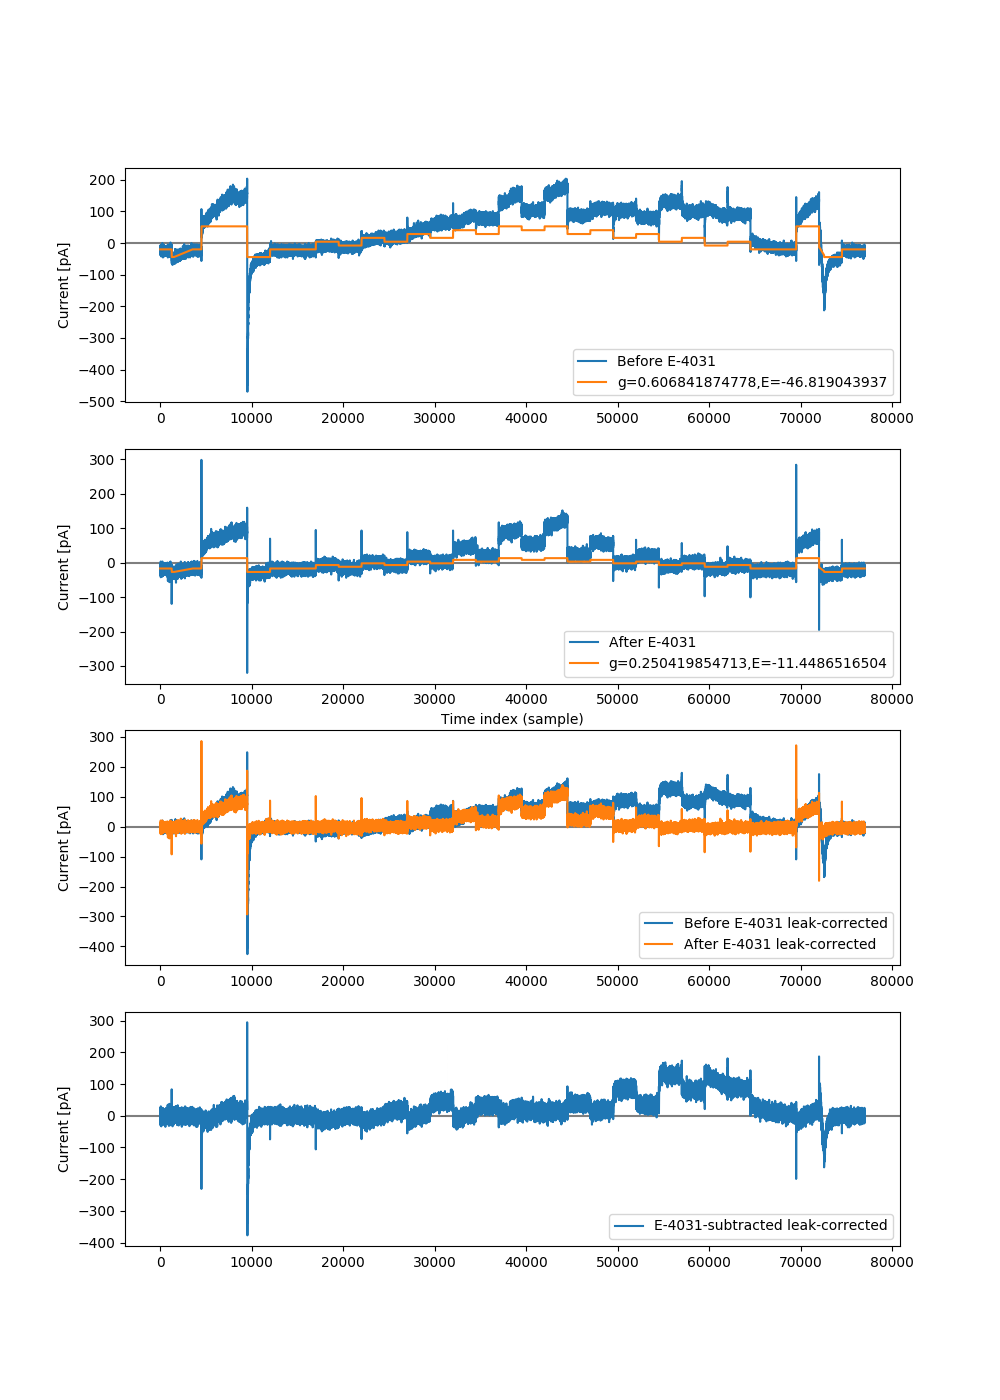 200
100
0
−100
−200
−300
−400
−500
Current [pA]
Before E-4031
g=0.606841874778,E=-46.819043937
0 10000 20000 30000 40000 50000 60000 70000 80000
300
200
100
0
−100
−200
−300
Current [pA]
After E-4031
g=0.250419854713,E=-11.4486516504
0 10000 20000 30000 40000 50000 60000 70000 80000
Time index (sample)
300
200
100
0
−100
−200
−300
−400
Current [pA]
Before E-4031 leak-corrected
After E-4031 leak-corrected
0 10000 20000 30000 40000 50000 60000 70000 80000
300
200
100
0
−100
−200
−300
−400
Current [pA]
E-4031-subtracted leak-corrected
0 10000 20000 30000 40000 50000 60000 70000 80000